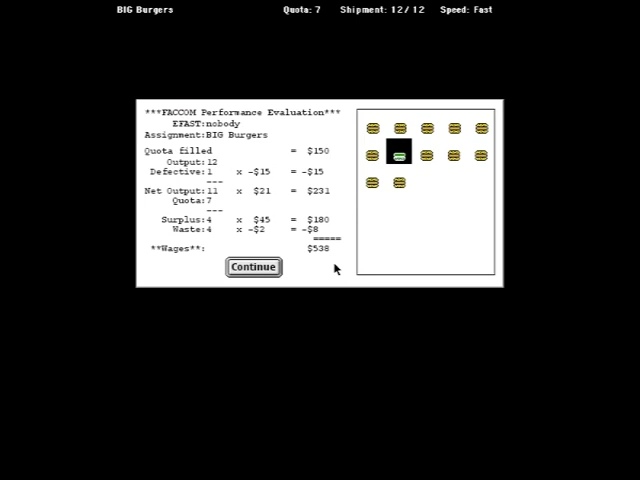 BIG Burgers Quota: 7 Shipment: 12/12 Speed: Fast
***FACCOM Performance Evaluation***
EFAST:nobody
Assignment:BIG Burgers
Quota filled = $150
Output:12
Defective:1 x -$15 = -$15
---
Net Output:11 x $21 = $231
Quota:7
---
Surplus:4 x $45 = $180
Waste:4 x -$2 = -$8
=====
**Wages**: $538
Continue